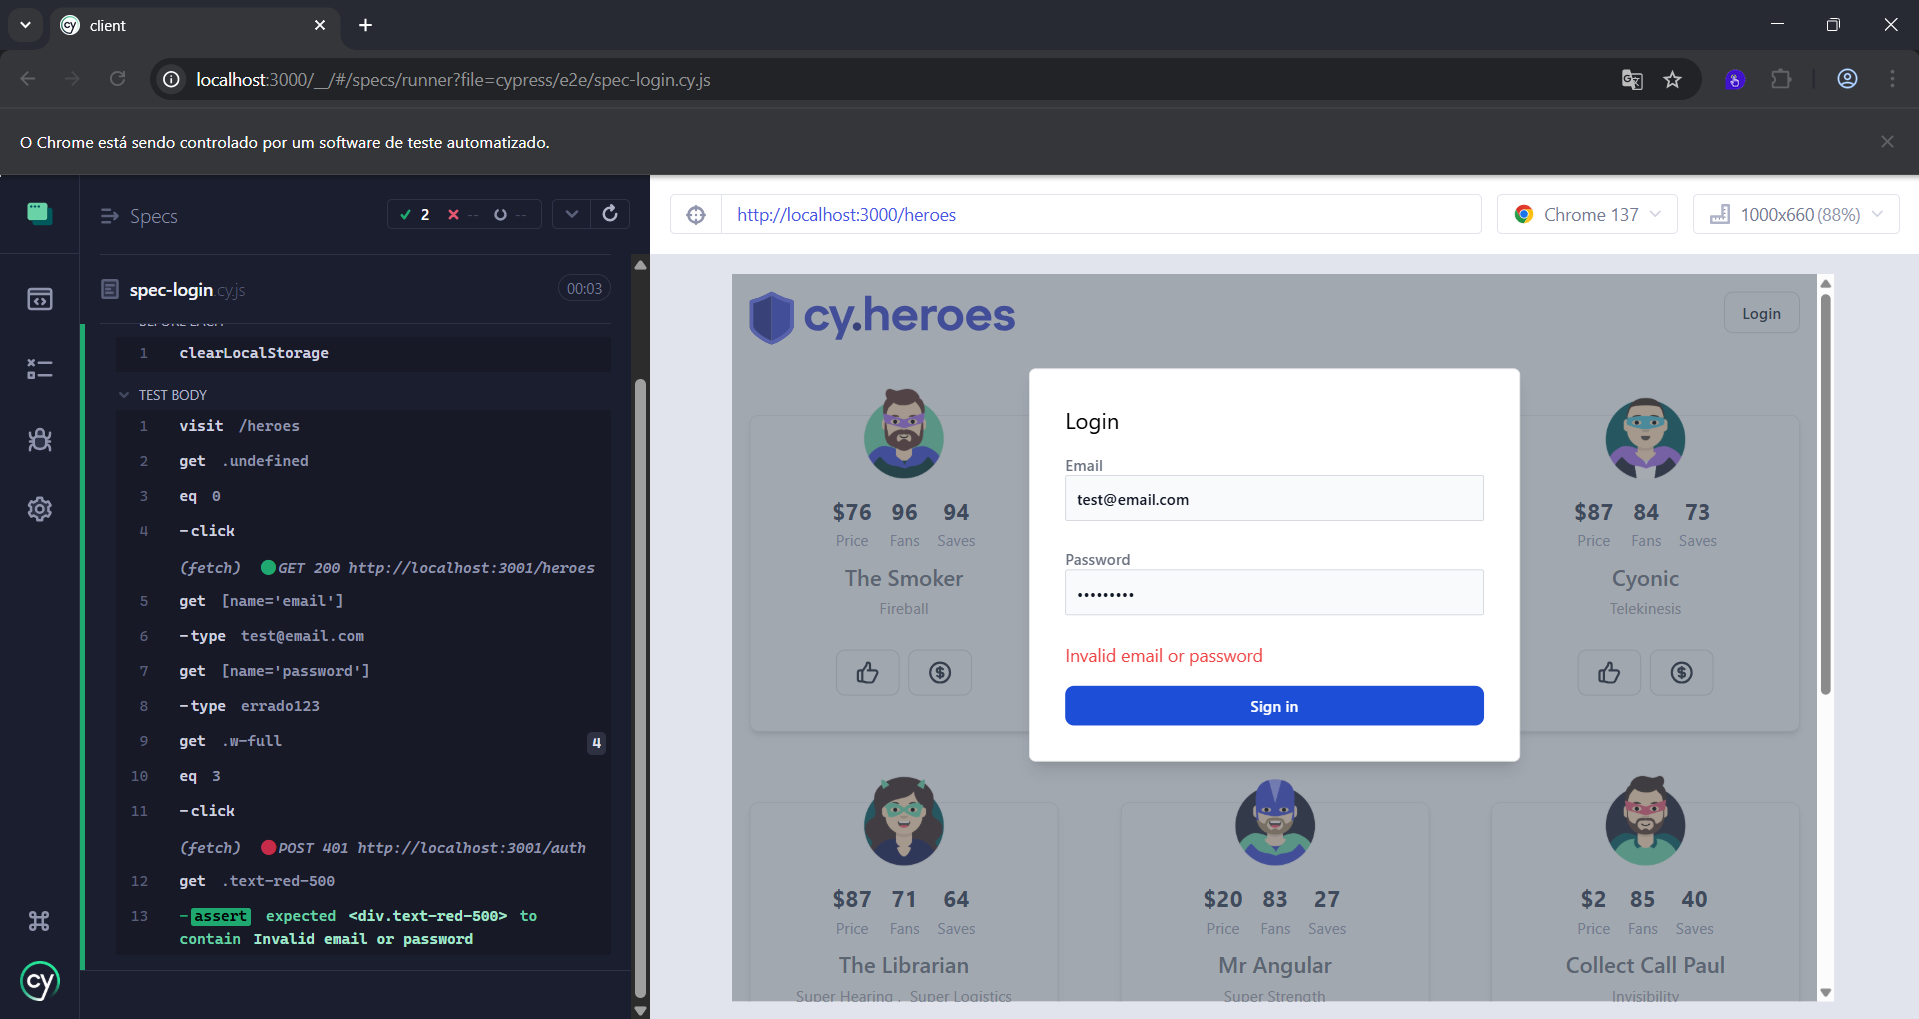 client
localhost:3000/__/#/specs/runner?file=cypress/e2e/spec-login.cy.js
O Chrome está sendo controlado por um software de teste automatizado.
Specs
2 -- --
spec-login.cy.js 00:03
BEFORE EACH
1 clearLocalStorage
TEST BODY
1 visit /heroes
2 get .undefined
3 eq 0
4 -click
(fetch) GET 200 http://localhost:3001/heroes
5 get [name='email']
6 -type test@email.com
7 get [name='password']
8 -type errado123
9 get .w-full 4
10 eq 3
11 -click
(fetch) POST 401 http://localhost:3001/auth
12 get .text-red-500
13 -assert expected <div.text-red-500> to
contain Invalid email or password
cy
http://localhost:3000/heroes
Chrome 137
1000x660 (88%)
cy.heroes
Login
Login
Email
test@email.com
Password
•••••••••
Invalid email or password
Sign in
$76 96 94
Price Fans Saves
The Smoker
Fireball
$87 84 73
Price Fans Saves
Cyonic
Telekinesis
$87 71 64
Price Fans Saves
The Librarian
Super Hearing , Super Logistics
$20 83 27
Price Fans Saves
Mr Angular
Super Strength
$2 85 40
Price Fans Saves
Collect Call Paul
Invisibility